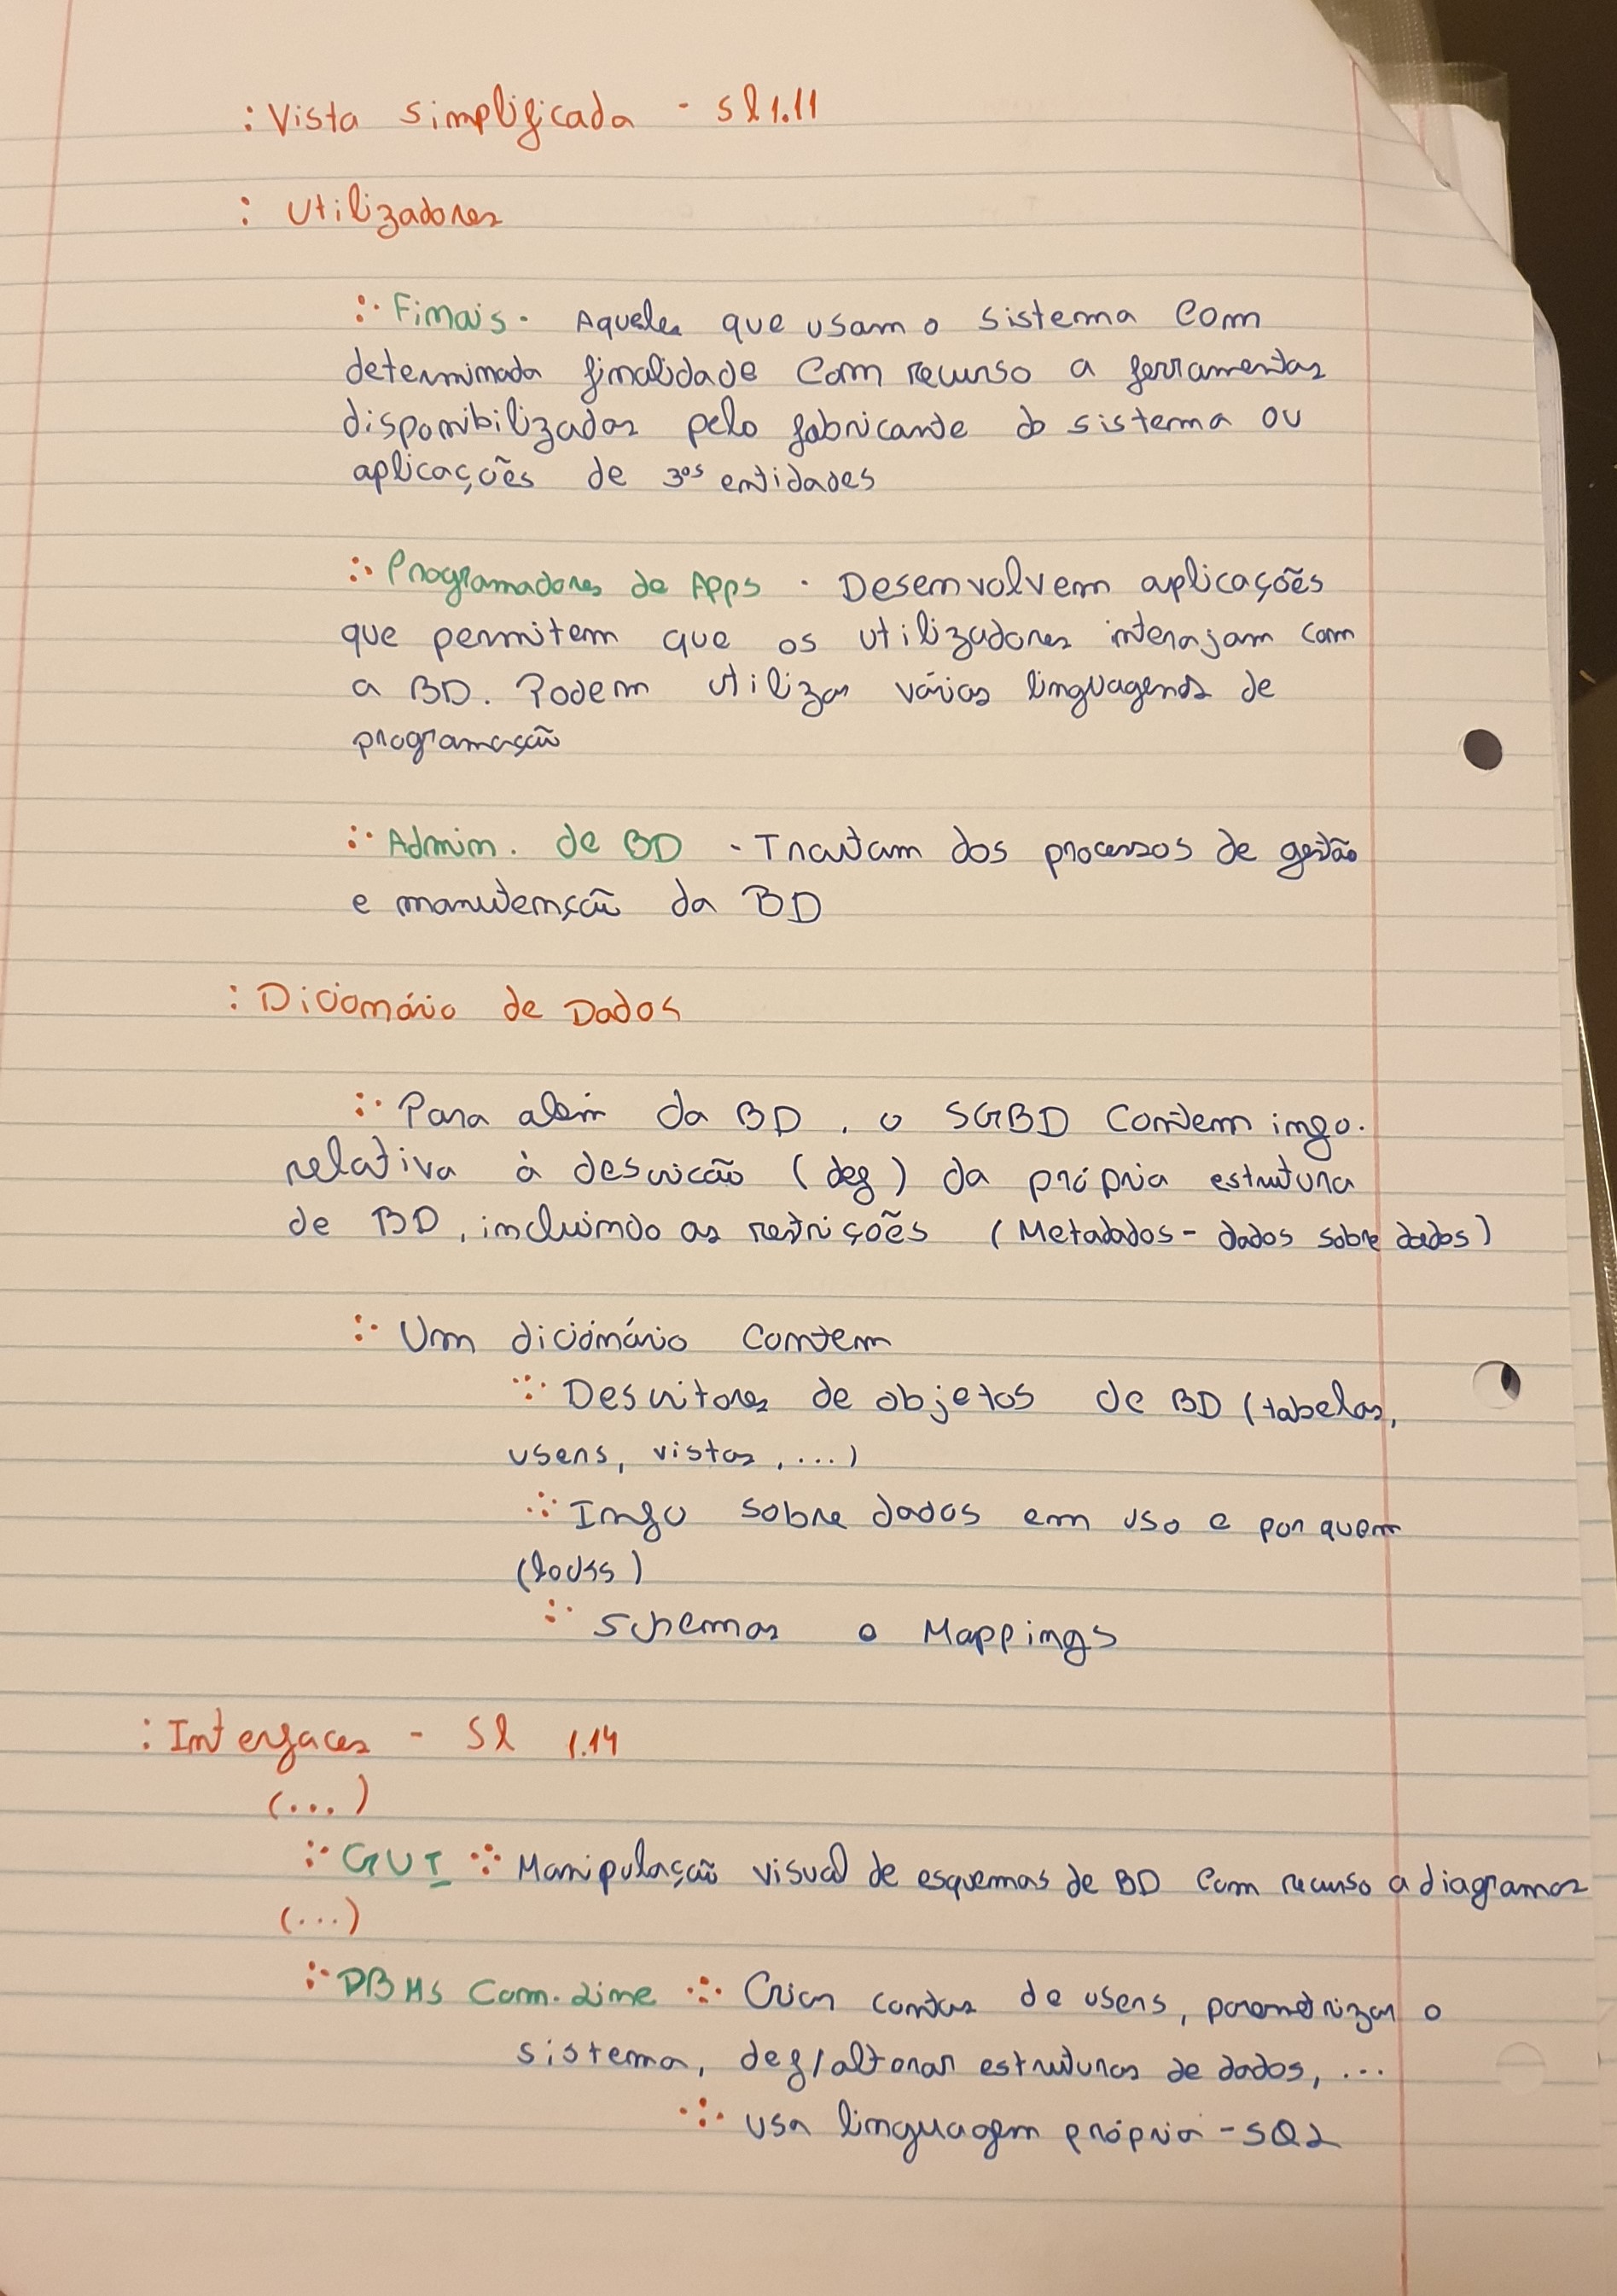 : Vista simplificada - sl 1.11
: Utilizadores
:· Finais · Aqueles que usam o sistema com
determinada finalidade com recurso a ferramentas
disponibilizadas pelo fabricante do sistema ou
aplicações de 3ªs entidades
:· Programadores de Apps · Desenvolvem aplicações
que permitem que os utilizadores interajam com
a BD. Podem utilizar várias linguagens de
programação
:· Admin. de BD · Tratam dos processos de gestão
e manutenção da BD
: Dicionário de Dados
:· Para além da BD, o SGBD contem info.
relativa à descrição (def) da própria estrutura
de BD, incluindo as restrições (Metadados - dados sobre dados)
:· Um dicionário contem
:: Descritores de objetos de BD (tabelas,
users, vistas, ...)
:: Info sobre dados em uso e por quem
(locks)
:· Schemas e Mappings
: Interfaces - Sl 1.14
(...)
:· GUI :: Manipulação visual de esquemas de BD com recurso a diagramas
(...)
:· DBMS Com. Line :: Criar contas de users, parametrizar o
sistema, def/alterar estruturas de dados, ...
:: usa linguagem própria - SQL